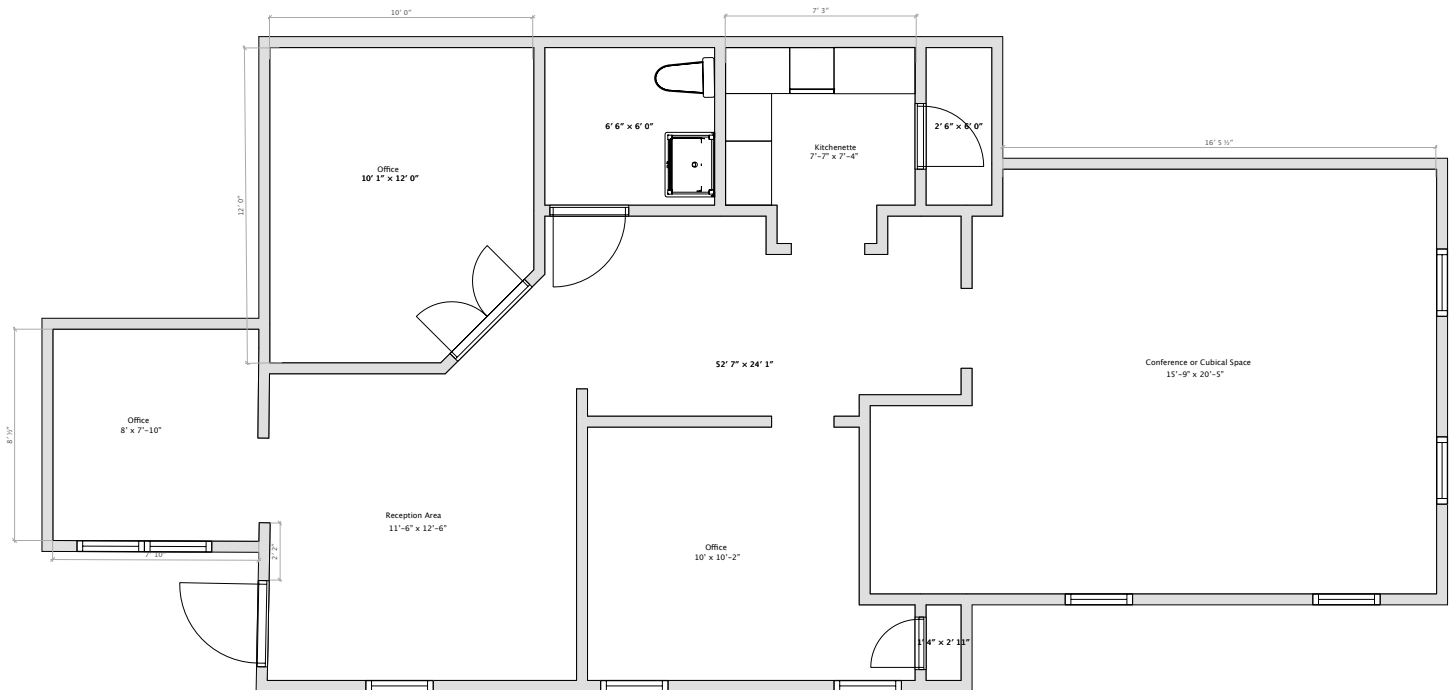 10' 0"
7' 3"
6' 6" × 6' 0"
2' 6" × 6' 0"
Kitchenette
7'-7" x 7'-4"
16' 5 ½"
Office
10' 1" × 12' 0"
12' 0"
52' 7" × 24' 1"
Conference or Cubical Space
15'-9" x 20'-5"
Office
8' x 7'-10"
8' ½"
Reception Area
11'-6" x 12'-6"
Office
10' x 10'-2"
7' 10"
2' 2"
1' 4" × 2' 11"